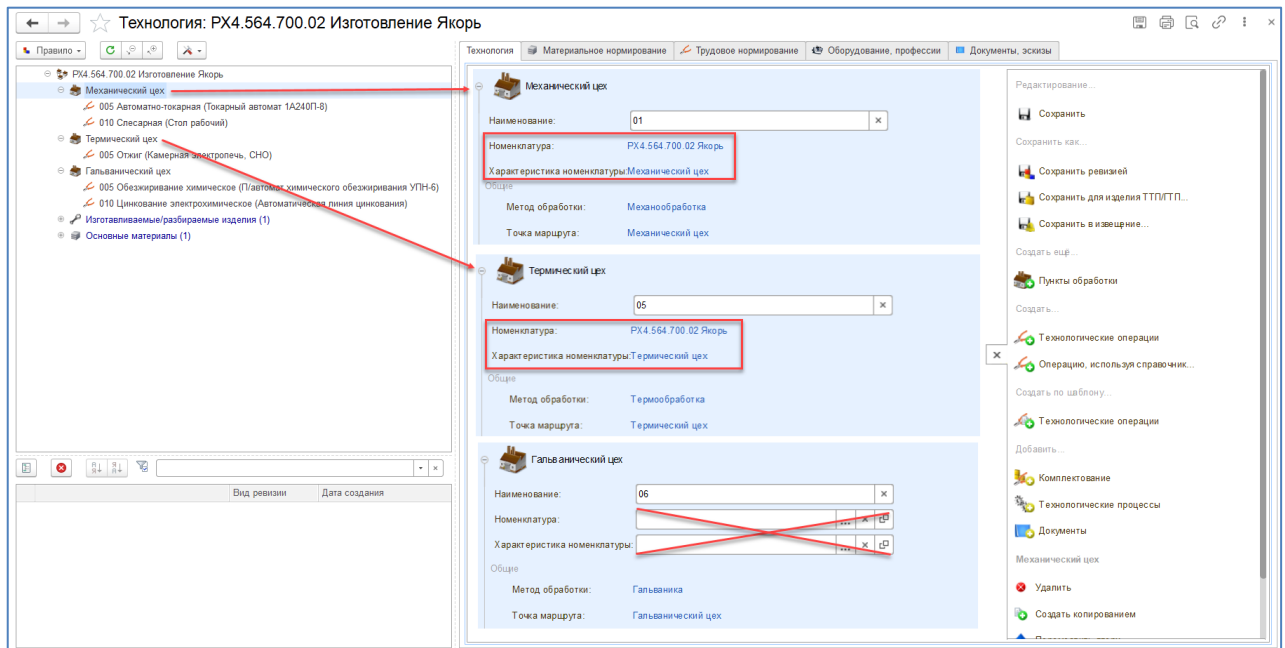 Технология: РХ4.564.700.02 Изготовление Якорь
Правило
РХ4.564.700.02 Изготовление Якорь
Механический цех
005 Автоматно-токарная (Токарный автомат 1А240П-8)
010 Слесарная (Стол рабочий)
Термический цех
005 Отжиг (Камерная электропечь, СНО)
Гальванический цех
005 Обезжиривание химическое (П/автомат химического обезжиривания УПН-6)
010 Цинкование электрохимическое (Автоматическая линия цинкования)
Изготавливаемые/разбираемые изделия (1)
Основные материалы (1)
Вид ревизии
Дата создания
Технология
Материальное нормирование
Трудовое нормирование
Оборудование, профессии
Документы, эскизы
Механический цех
Наименование: 01
Номенклатура: РХ4.564.700.02 Якорь
Характеристика номенклатуры:Механический цех
Общие
Метод обработки: Механообработка
Точка маршрута: Механический цех
Термический цех
Наименование: 05
Номенклатура: РХ4.564.700.02 Якорь
Характеристика номенклатуры:Термический цех
Общие
Метод обработки: Термообработка
Точка маршрута: Термический цех
Гальванический цех
Наименование: 06
Номенклатура:
Характеристика номенклатуры:
Общие
Метод обработки: Гальваника
Точка маршрута: Гальванический цех
Редактирование...
Сохранить
Сохранить как...
Сохранить ревизией
Сохранить для изделия ТТП/ГТП...
Сохранить в извещение...
Создать ещё...
Пункты обработки
Создать...
Технологические операции
Операцию, используя справочник...
Создать по шаблону...
Технологические операции
Добавить...
Комплектование
Технологические процессы
Документы
Механический цех
Удалить
Создать копированием